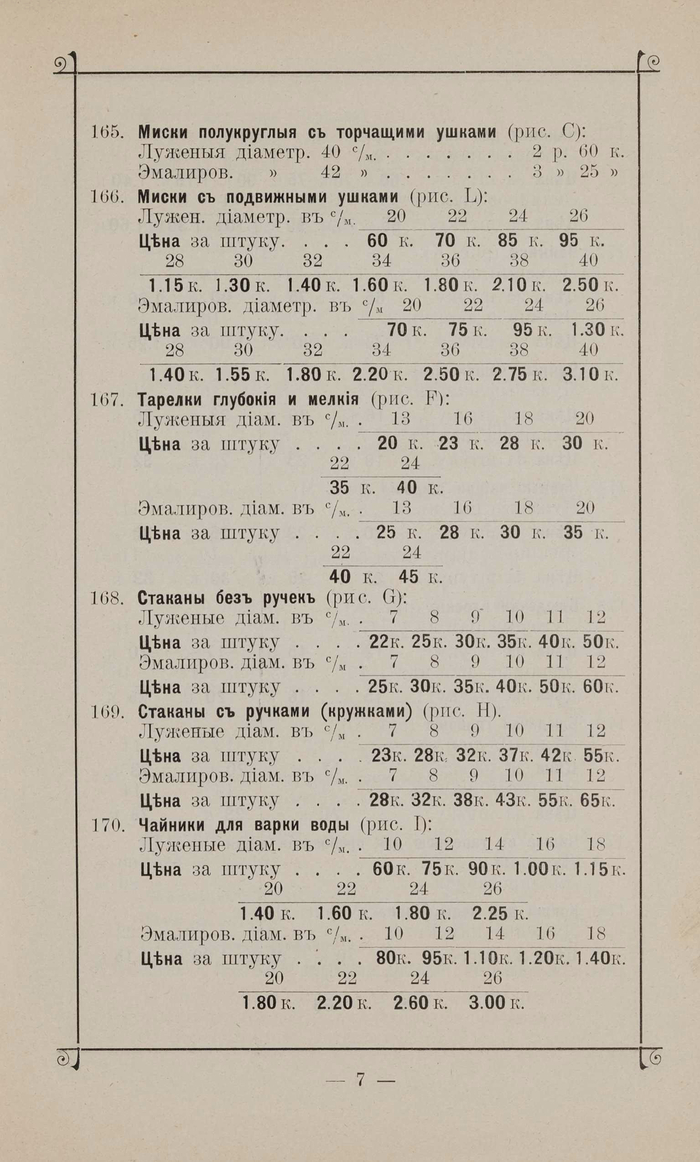 165. Миски полукруглыя съ торчащими ушками (рис. C):
Луженыя діаметр. 40 с/м. . . . . . . . 2 р. 60 к.
Эмалиров. » 42 » . . . . . . . . 3 » 25 »
166. Миски съ подвижными ушками (рис. L):
Лужен. діаметр. въ с/м. 20 22 24 26
Цѣна за штуку. . . . 60 к. 70 к. 85 к. 95 к.
28 30 32 34 36 38 40
1.15 к. 1.30 к. 1.40 к. 1.60 к. 1.80 к. 2.10 к. 2.50 к.
Эмалиров. діаметр. въ с/м 20 22 24 26
Цѣна за штуку. . . . 70 к. 75 к. 95 к. 1.30 к.
28 30 32 34 36 38 40
1.40 к. 1.55 к. 1.80 к. 2.20 к. 2.50 к. 2.75 к. 3.10 к.
167. Тарелки глубокія и мелкія (рис. F):
Луженыя діам. въ с/м. . 13 16 18 20
Цѣна за штуку . . . . 20 к. 23 к. 28 к. 30 к.
22 24
35 к. 40 к.
Эмалиров. діам. въ с/м. . 13 16 18 20
Цѣна за штуку . . . . 25 к. 28 к. 30 к. 35 к.
22 24
40 к. 45 к.
168. Стаканы безъ ручекъ (рис. G):
Луженые діам. въ с/м. . 7 8 9 10 11 12
Цѣна за штуку . . . . 22к. 25к. 30к. 35к. 40к. 50к.
Эмалиров. діам. въ с/м . 7 8 9 10 11 12
Цѣна за штуку . . . . 25к. 30к. 35к. 40к. 50к. 60к.
169. Стаканы съ ручками (кружками) (рис. H).
Луженые діам. въ с/м . 7 8 9 10 11 12
Цѣна за штуку . . . . 23к. 28к. 32к. 37к. 42к. 55к.
Эмалиров. діам. въ с/м. . 7 8 9 10 11 12
Цѣна за штуку . . . . 28к. 32к. 38к. 43к. 55к. 65к.
170. Чайники для варки воды (рис. I):
Луженые діам. въ с/м. . 10 12 14 16 18
Цѣна за штуку . . . . 60к. 75к. 90к. 1.00к. 1.15к.
20 22 24 26
1.40 к. 1.60 к. 1.80 к. 2.25 к.
Эмалиров. діам. въ с/м. . 10 12 14 16 18
Цѣна за штуку . . . . 80к. 95к. 1.10к. 1.20к. 1.40к.
20 22 24 26
1.80 к. 2.20 к. 2.60 к. 3.00 к.
— 7 —